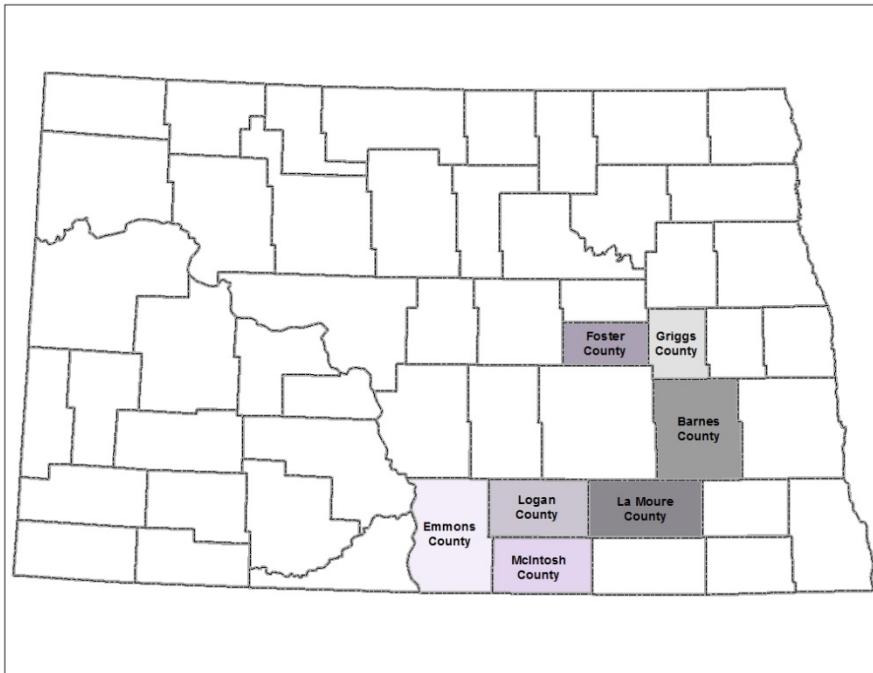 Foster
County
Griggs
County
Barnes
County
Logan
County
La Moure
County
Emmons
County
McIntosh
County